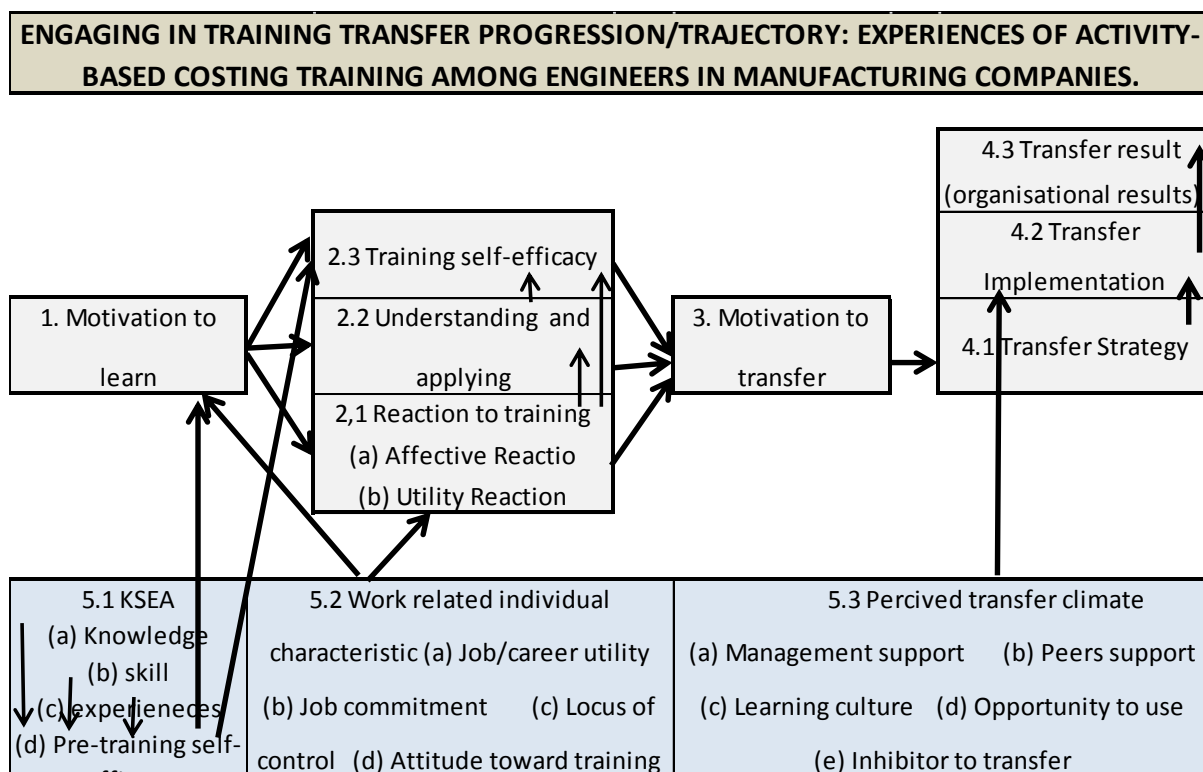 ENGAGING IN TRAINING TRANSFER PROGRESSION/TRAJECTORY: EXPERIENCES OF ACTIVITY-
BASED COSTING TRAINING AMONG ENGINEERS IN MANUFACTURING COMPANIES.
4.3 Transfer result
(organisational results)
4.2 Transfer
Implementation
4.1 Transfer Strategy
2.3 Training self-efficacy
2.2 Understanding and
applying
2,1 Reaction to training
(a) Affective Reactio
(b) Utility Reaction
1. Motivation to
learn
3. Motivation to
transfer
5.1 KSEA
(a) Knowledge
(b) skill
(c) experienedes
(d) Pre-training self-
5.2 Work related individual
characteristic (a) Job/career utility
(b) Job commitment (c) Locus of
control (d) Attitude toward training
5.3 Percived transfer climate
(a) Management support (b) Peers support
(c) Learning culture (d) Opportunity to use
(e) Inhibitor to transfer